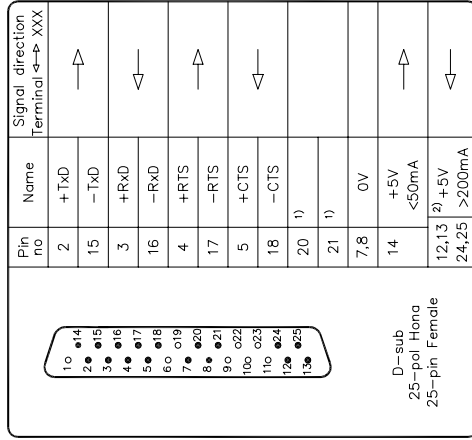 Pin no Name Signal direction
Terminal <--> XXX
2 +TxD
15 -TxD
3 +RxD
16 -RxD
4 +RTS
17 -RTS
5 +CTS
18 -CTS
20 1)
21 1)
7,8 0V
14 +5V
<50mA
12,13 2) +5V
24,25 >200mA
1
14
2
15
3
16
4
17
5
18
6
19
7
20
8
21
9
22
10
23
11
24
12
25
13
D-sub
25-pol Hona
25-pin Female